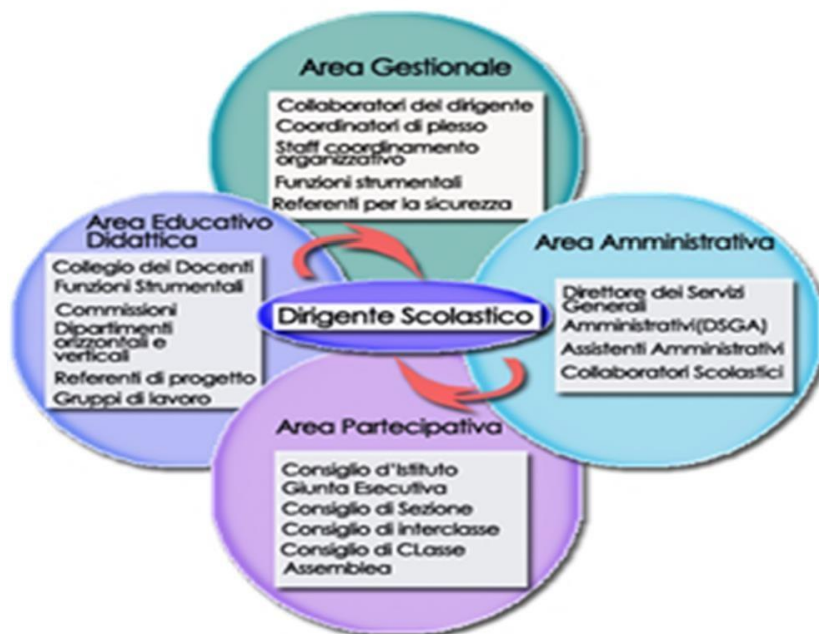 Area Gestionale
Collaboratori del dirigente
Coordinatori di plesso
Staff coordinamento
organizzativo
Funzioni strumentali
Referenti per la sicurezza
Area Educativo
Didattica
Collegio dei Docenti
Funzioni Strumentali
Commissioni
Dipartimenti
orizzontali e
verticali
Referenti di progetto
Gruppi di lavoro
Dirigente Scolastico
Area Amministrativa
Direttore dei Servizi
Generali
Amministrativi(DSGA)
Assistenti Amministrativi
Collaboratori Scolastici
Area Partecipativa
Consiglio d'Istituto
Giunta Esecutiva
Consiglio di Sezione
Consiglio di interclasse
Consiglio di CLasse
Assemblea